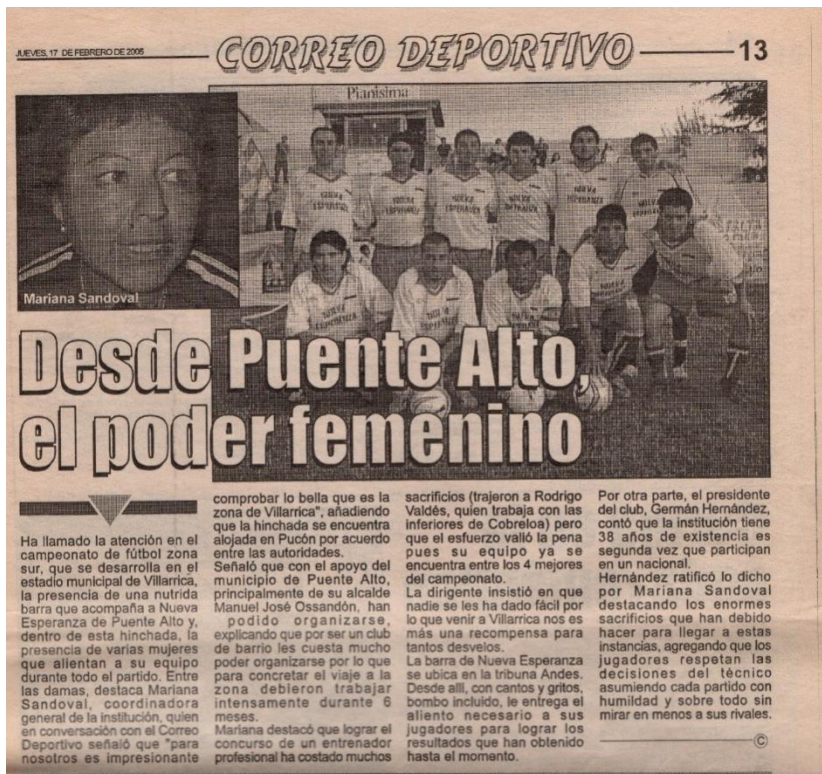 JUEVES, 17 DE FEBRERO DE 2005
CORREO DEPORTIVO
13
Pianisima
NUEVA
ESPERANZA
NUEVA
ESPERANZA
NUEVA
ESPERANZA
NUEVA
ESPERANZA
NUEVA
ESPERANZA
Mariana Sandoval
Desde Puente Alto,
el poder femenino
Ha llamado la atención en el
campeonato de fútbol zona
sur, que se desarrolla en el
estadio municipal de Villarrica,
la presencia de una nutrida
barra que acompaña a Nueva
Esperanza de Puente Alto y,
dentro de esta hinchada, la
presencia de varias mujeres
que alientan a su equipo
durante todo el partido. Entre
las damas, destaca Mariana
Sandoval, coordinadora
general de la institución, quien
en conversación con el Correo
Deportivo señaló que "para
nosotros es impresionante
comprobar lo bella que es la
zona de Villarrica", añadiendo
que la hinchada se encuentra
alojada en Pucón por acuerdo
entre las autoridades.
Señaló que con el apoyo del
municipio de Puente Alto,
principalmente de su alcalde
Manuel José Ossandón, han
podido organizarse,
explicando que por ser un club
de barrio les cuesta mucho
poder organizarse por lo que
para concretar el viaje a la
zona debieron trabajar
intensamente durante 6
meses.
Mariana destacó que lograr el
concurso de un entrenador
profesional ha costado muchos
sacrificios (trajeron a Rodrigo
Valdés, quien trabaja con las
inferiores de Cobreloa) pero
que el esfuerzo valió la pena
pues su equipo ya se
encuentra entre los 4 mejores
del campeonato.
La dirigente insistió en que
nadie se les ha dado fácil por
lo que venir a Villarrica nos es
más una recompensa para
tantos desvelos.
La barra de Nueva Esperanza
se ubica en la tribuna Andes.
Desde allí, con cantos y gritos,
bombo incluido, le entrega el
aliento necesario a sus
jugadores para lograr los
resultados que han obtenido
hasta el momento.
Por otra parte, el presidente
del club, Germán Hernández,
contó que la institución tiene
38 años de existencia es
segunda vez que participan
en un nacional.
Hernández ratificó lo dicho
por Mariana Sandoval
destacando los enormes
sacrificios que han debido
hacer para llegar a estas
instancias, agregando que los
jugadores respetan las
decisiones del técnico
asumiendo cada partido con
humildad y sobre todo sin
mirar en menos a sus rivales.
©